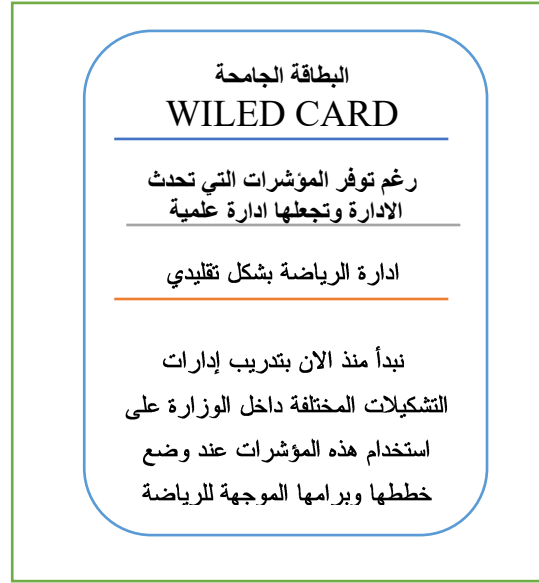 البطاقة الجامحة
WILED CARD
رغم توفر المؤشرات التي تحدث
الادارة وتجعلها ادارة علمية
ادارة الرياضة بشكل تقليدي
نبدأ منذ الان بتدريب إدارات
التشكيلات المختلفة داخل الوزارة على
استخدام هذه المؤشرات عند وضع
خططها وبرامها الموجهة للرياضة